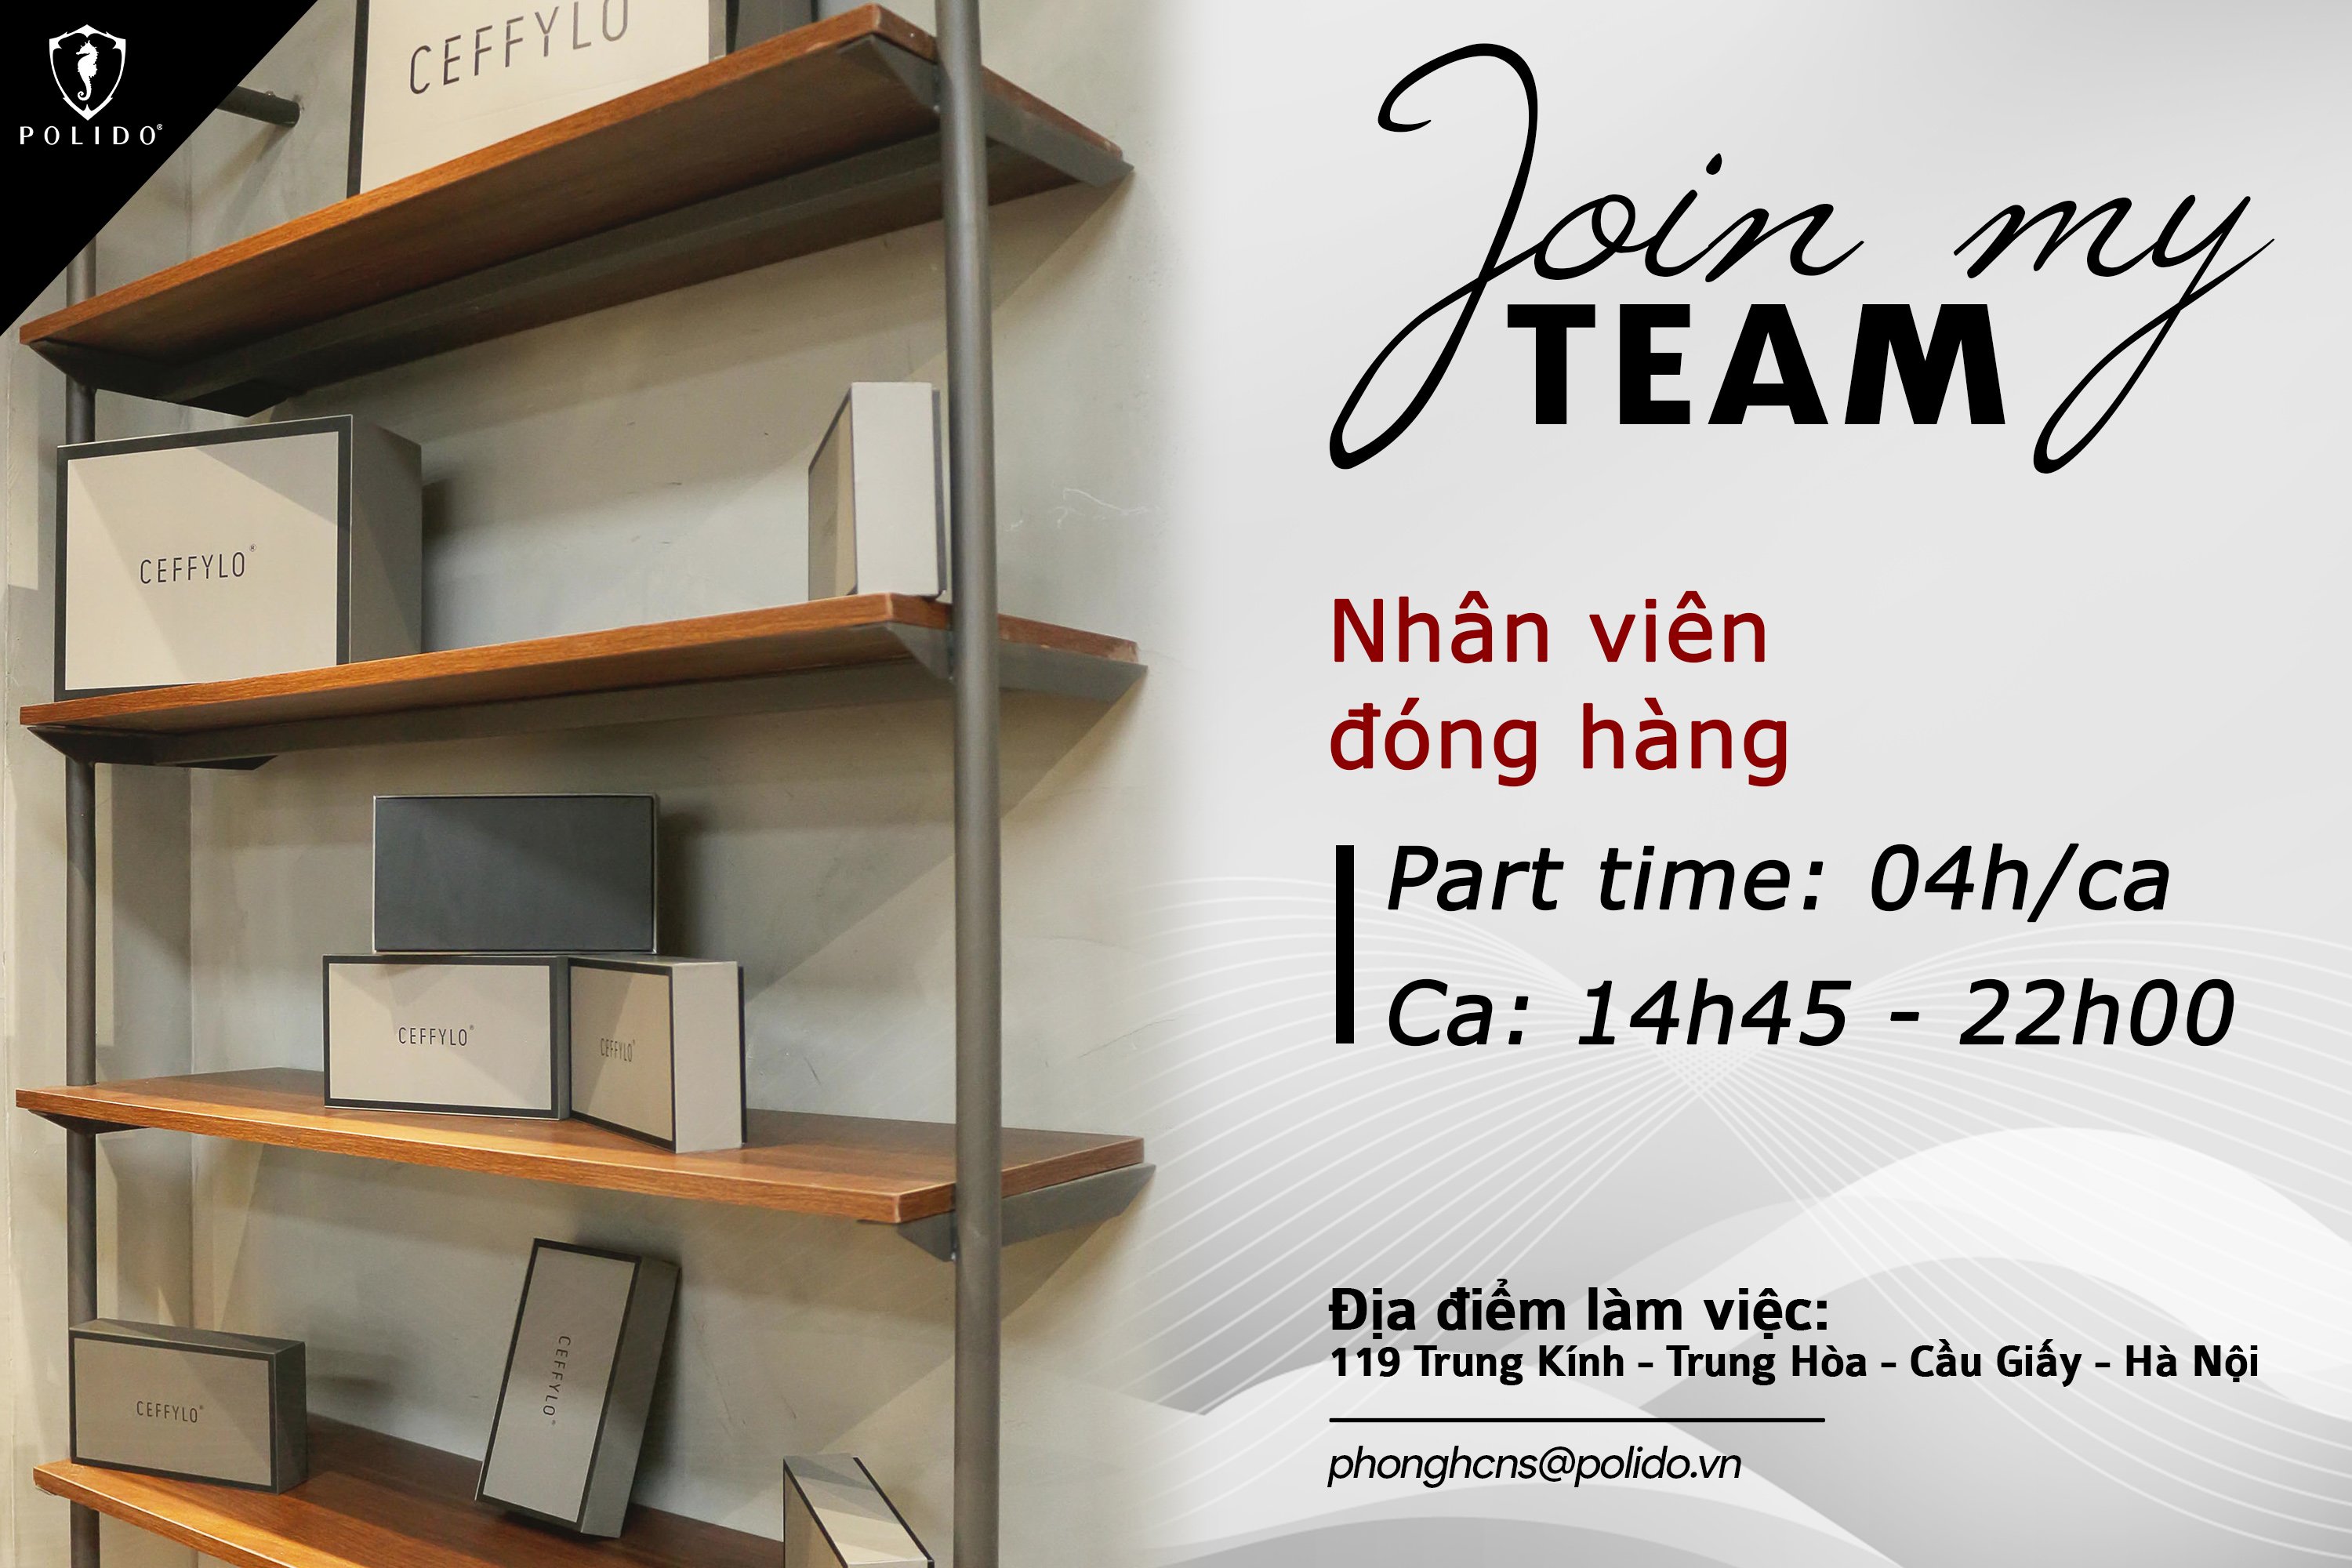 POLIDO®
CEFFYLO
CEFFYLO®
CEFFYLO®
CEFFYLO®
CEFFYLO®
CEFFYLO®
Join my
TEAM
Nhân viên
đóng hàng
Part time: 04h/ca
Ca: 14h45 - 22h00
Địa điểm làm việc:
119 Trung Kính - Trung Hòa - Cầu Giấy - Hà Nội
phonghcns@polido.vn